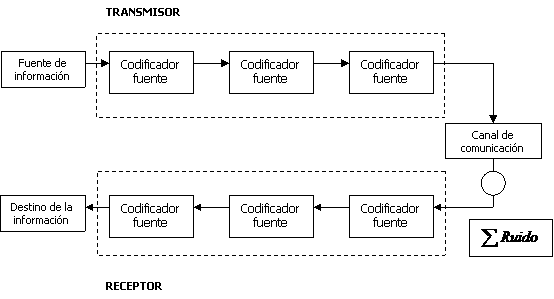 TRANSMISOR
Fuente de
información
Codificador
fuente
Codificador
fuente
Codificador
fuente
Canal de
comunicación
Destino de la
información
Codificador
fuente
Codificador
fuente
Codificador
fuente
∑ Ruido
RECEPTOR